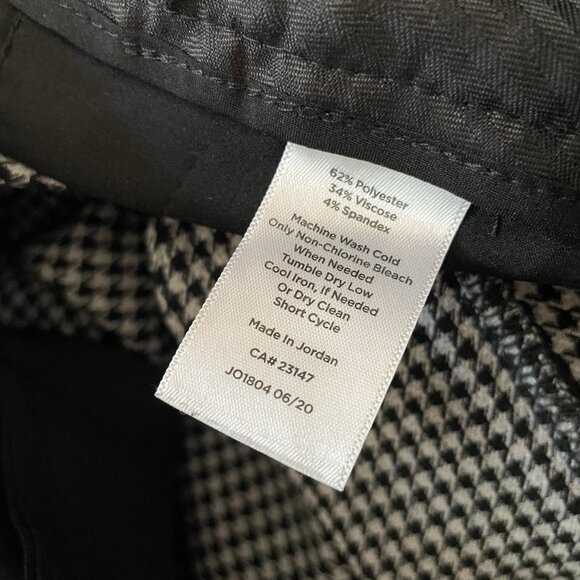 62% Polyester
34% Viscose
4% Spandex
Machine Wash Cold
Only Non-Chlorine Bleach
When Needed
Tumble Dry Low
Cool Iron, If Needed
Or Dry Clean
Short Cycle
Made In Jordan
CA# 23147
JO1804 06/20